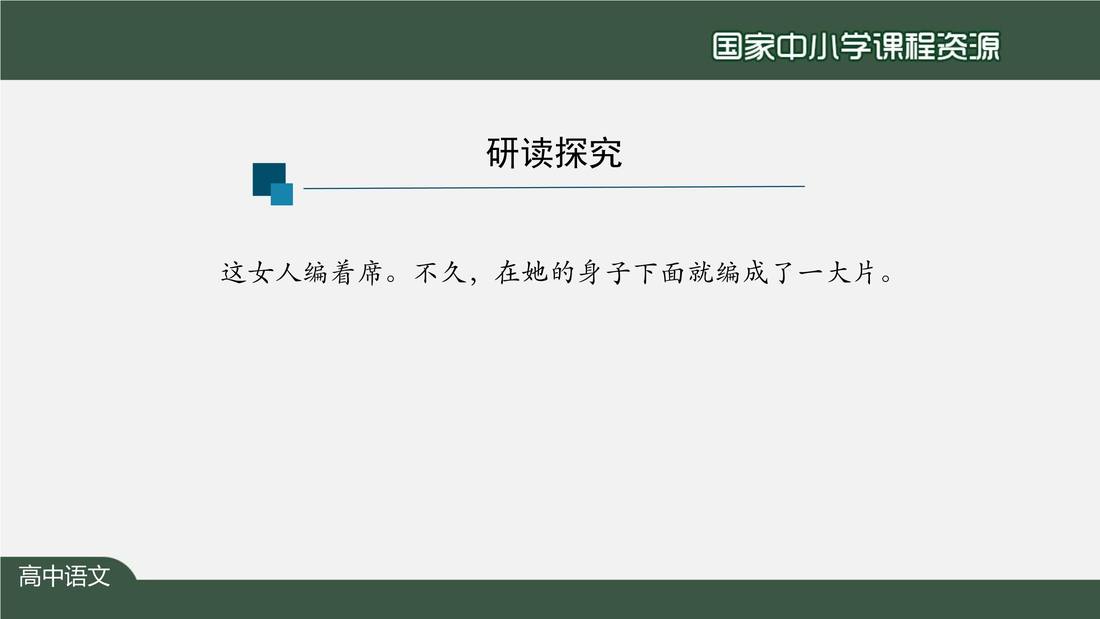 国家中小学课程资源
研读探究
这女人编着席。不久，在她的身子下面就编成了一大片。
高中语文